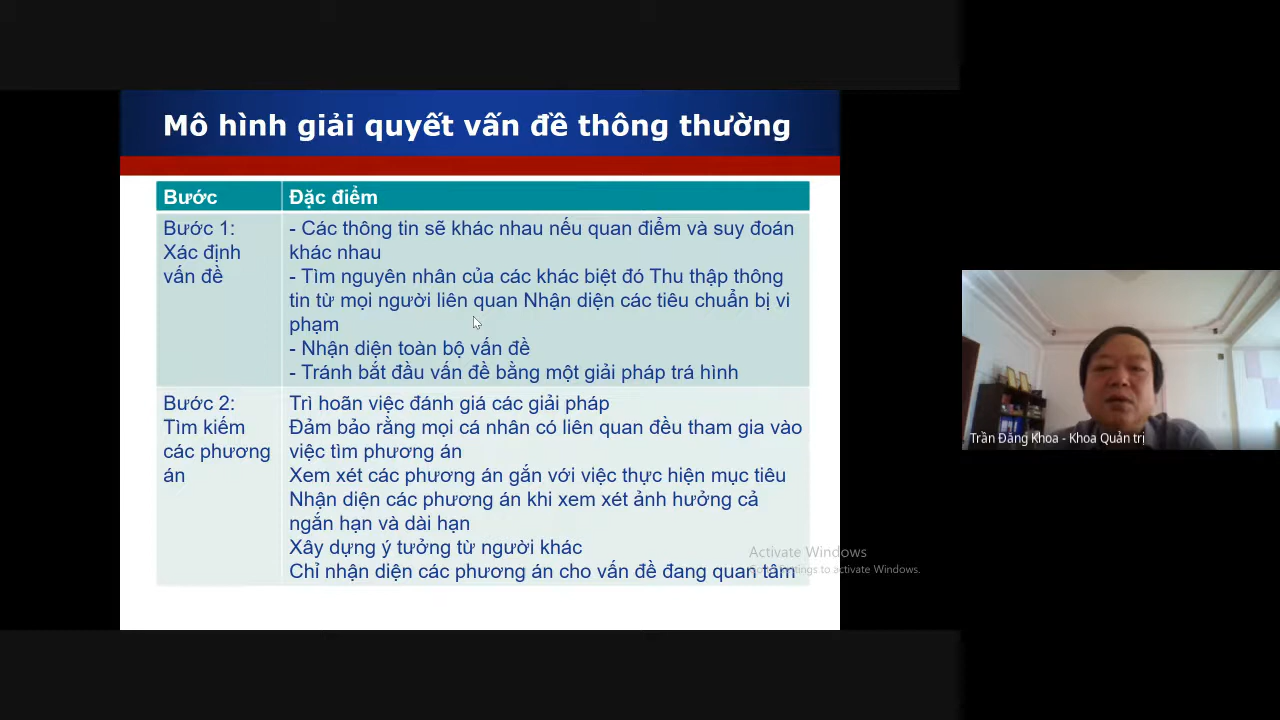 Mô hình giải quyết vấn đề thông thường
Bước
Đặc điểm
Bước 1:
Xác định
vấn đề
- Các thông tin sẽ khác nhau nếu quan điểm và suy đoán
khác nhau
- Tìm nguyên nhân của các khác biệt đó Thu thập thông
tin từ mọi người liên quan Nhận diện các tiêu chuẩn bị vi
phạm
- Nhận diện toàn bộ vấn đề
- Tránh bắt đầu vấn đề bằng một giải pháp trá hình
Bước 2:
Tìm kiếm
các phương
án
Trì hoãn việc đánh giá các giải pháp
Đảm bảo rằng mọi cá nhân có liên quan đều tham gia vào
việc tìm phương án
Xem xét các phương án gắn với việc thực hiện mục tiêu
Nhận diện các phương án khi xem xét ảnh hưởng cả
ngắn hạn và dài hạn
Xây dựng ý tưởng từ người khác
Chỉ nhận diện các phương án cho vấn đề đang quan tâm
Activate Windows
Go to Settings to activate Windows.
Trần Đăng Khoa - Khoa Quản trị